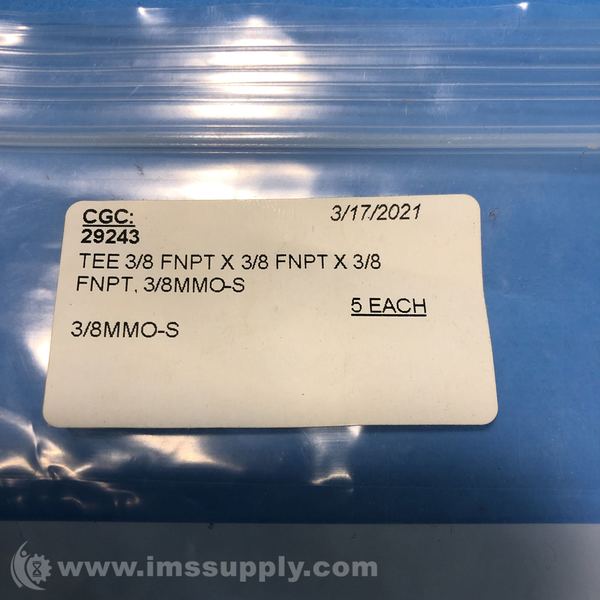 CGC: 3/17/2021
29243
TEE 3/8 FNPT X 3/8 FNPT X 3/8
FNPT, 3/8MMO-S
5 EACH
3/8MMO-S
www.imssupply.com